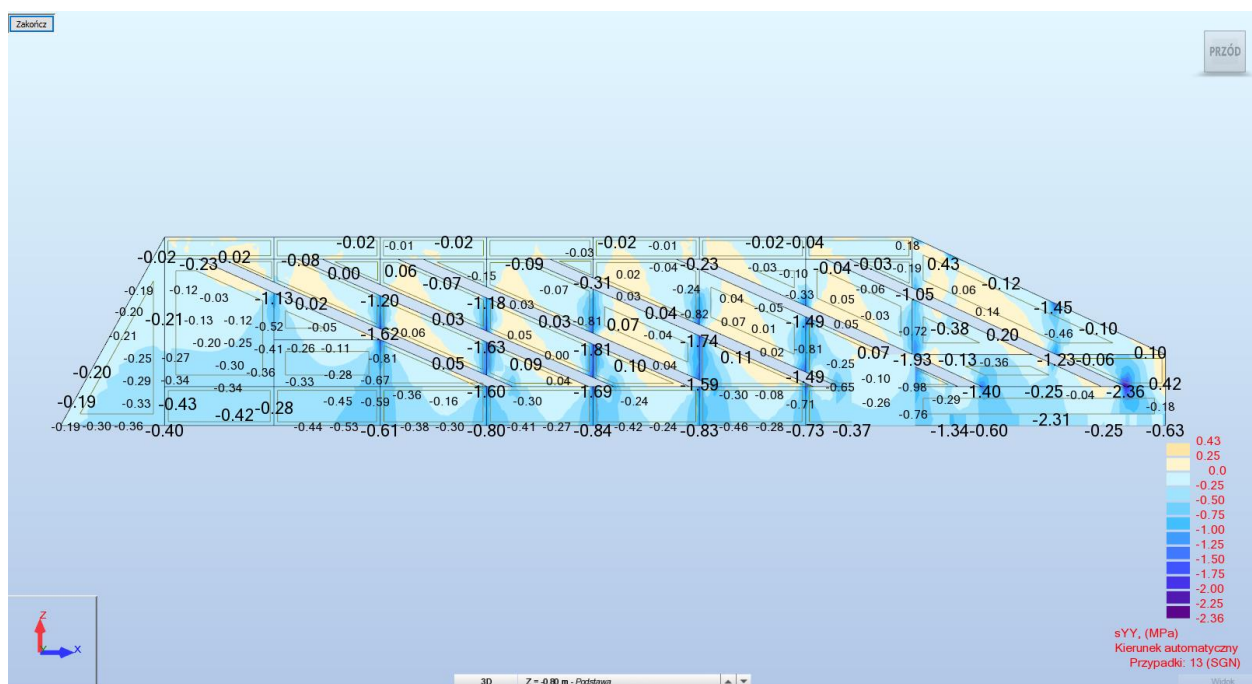 Zakończ
PRZÓD
-0.02 -0.01 -0.02 -0.02 -0.01 -0.02 -0.04 0.18
-0.02 0.02 -0.08 -0.09 -0.03 -0.23 -0.04 -0.03 0.43
-0.23 0.00 0.06 -0.15 0.02 -0.04 -0.03 -0.10 -0.19 -0.12
-0.19 -0.12 -0.07 -0.07 -0.31 -0.24 -0.33 -0.06 0.06
-0.03 -1.13 0.02 -1.20 -1.18 0.03 0.03 0.04 0.05 -1.05 -1.45
-0.20 -0.21 -0.13 -0.12 -0.52 -0.05 0.03 0.03 -0.81 0.07 0.04 -0.82 0.07 -0.05 -1.49 0.05 -0.03 0.14 -0.10
-0.21 -1.62 0.06 0.05 -0.04 -1.74 0.01 -0.72 -0.38 0.20 -0.46
-0.20 -0.25 -0.41 -0.26 -0.11 -1.63 -1.81 0.02 -0.81 0.10
-0.25 -0.27 -0.81 0.05 0.09 0.00 0.10 0.11 -0.25 0.07 -1.93 -0.13 -0.36 -1.23 -0.06
-0.20 -0.29 -0.34 -0.30 -0.36 -0.28 -0.67 0.04 0.04 -1.49 -0.10
-0.34 -0.33 -1.60 -1.69 -1.59 -0.65 -0.98 -1.40 -0.25 -0.04 -2.36 0.42
-0.19 -0.33 -0.43 -0.28 -0.45 -0.59 -0.36 -0.16 -0.30 -0.24 -0.30 -0.08 -0.71 -0.26 -0.29 -0.18
-0.42 -0.76 -2.31
-0.19 -0.30 -0.36 -0.40 -0.44 -0.53 -0.61 -0.38 -0.30 -0.80 -0.41 -0.27 -0.84 -0.42 -0.24 -0.83 -0.46 -0.28 -0.73 -0.37 -1.34 -0.60 -0.25 -0.63
0.43
0.25
0.0
-0.25
-0.50
-0.75
-1.00
-1.25
-1.50
-1.75
-2.00
-2.25
-2.36
sYY, (MPa)
Kierunek automatyczny
Przypadki: 13 (SGN)
Z
Y
X
3D Z = -0.80 m - Podstawa
Widok